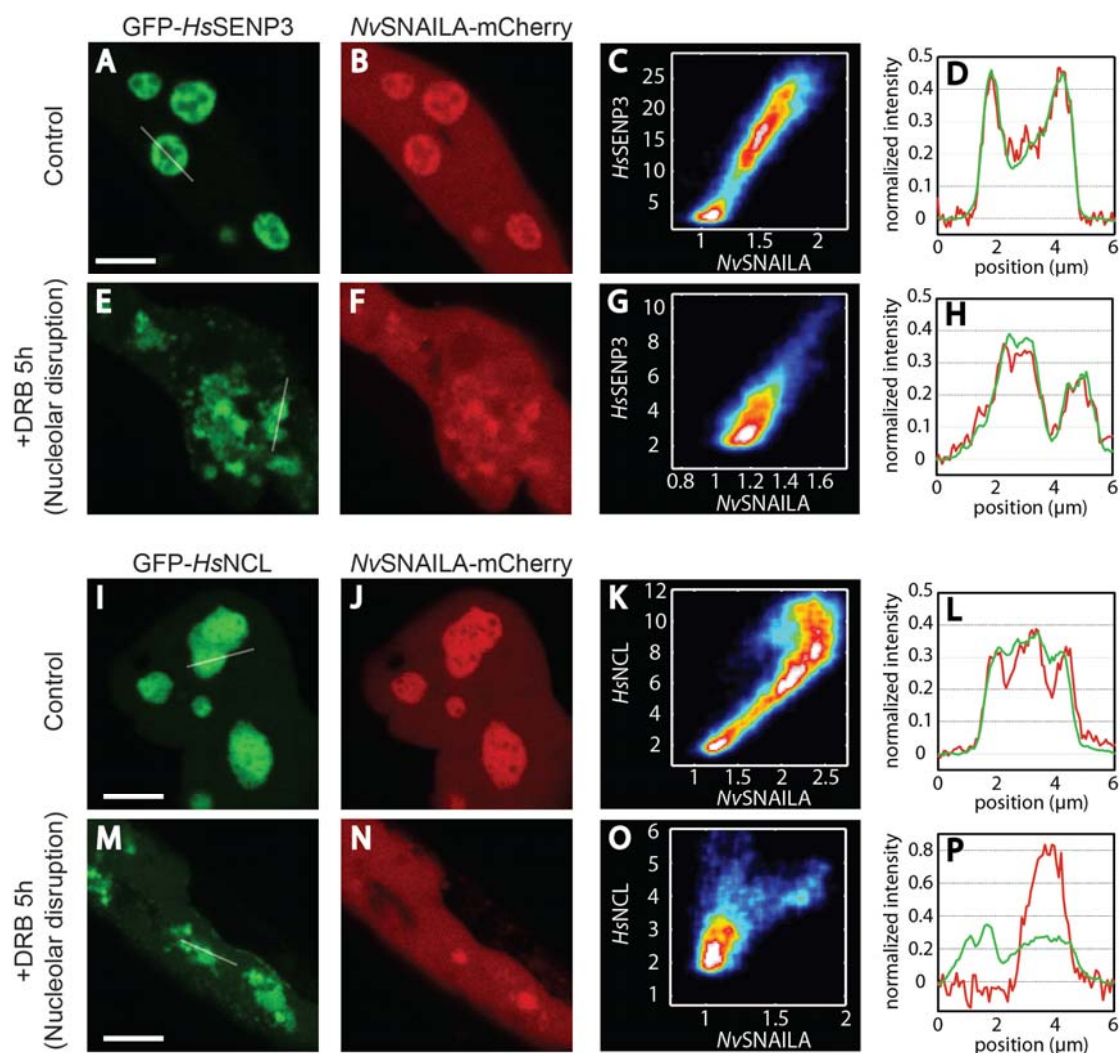 GFP-HsSENP3 NvSNAILA-mCherry
Control
A B C D
HsSENP3
25
20
15
10
5
1 1.5 2
NvSNAILA
normalized intensity
0.5
0.4
0.3
0.2
0.1
0
0 2 4 6
position (µm)
+DRB 5h
(Nucleolar disruption)
E F G H
HsSENP3
10
8
6
4
2
0.8 1 1.2 1.4 1.6
NvSNAILA
normalized intensity
0.4
0.3
0.2
0.1
0
0 2 4 6
position (µm)
GFP-HsNCL NvSNAILA-mCherry
Control
I J K L
HsNCL
12
10
8
6
4
2
1 1.5 2 2.5
NvSNAILA
normalized intensity
0.5
0.4
0.3
0.2
0.1
0
0 2 4 6
position (µm)
+DRB 5h
(Nucleolar disruption)
M N O P
HsNCL
6
5
4
3
2
1
1 2
NvSNAILA
normalized intensity
0.8
0.6
0.4
0.2
0
0 2 4 6
position (µm)